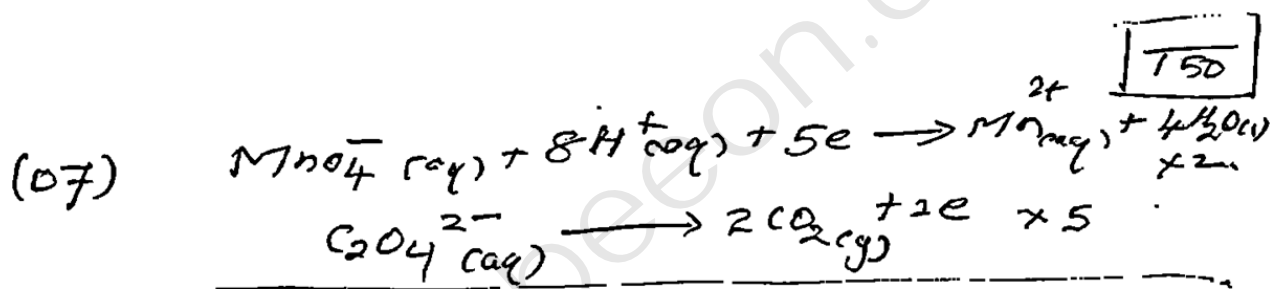 150
(07) MnO₄⁻ (aq) + 8H⁺ (aq) + 5e ⟶ Mn²⁺ (aq) + 4H₂O(l)
×2
C₂O₄²⁻ (aq) ⟶ 2CO₂(g) + 2e ×5